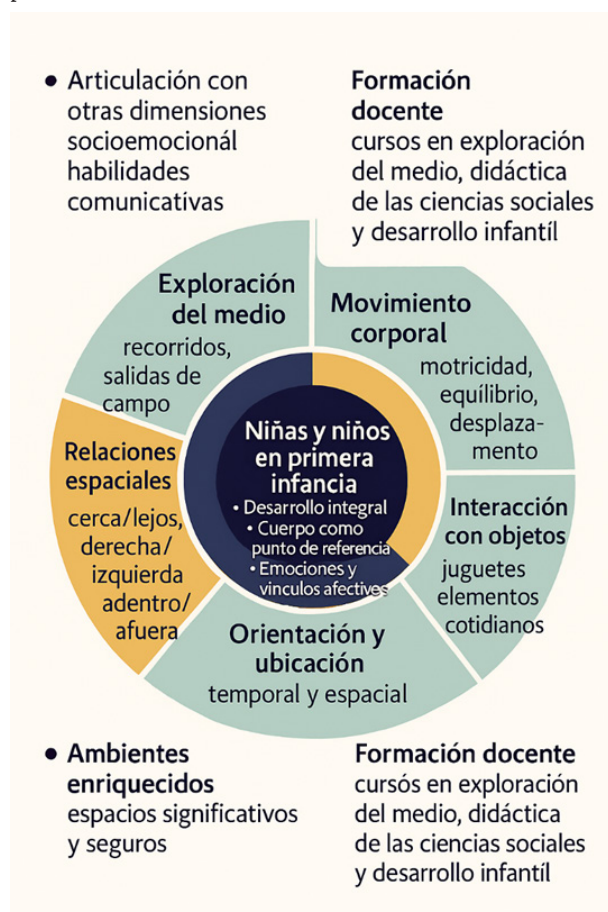 ● Articulación con
otras dimensiones
socioemocionál
habilidades
comunicatívas
Formación
docente
cursos en exploración
del medio, didáctica
de las ciencias sociales
y desarrollo infantíl
Exploración
del medio
recorridos,
salidas de
campo
Movimiento
corporal
motricidad,
equílibrio,
desplaza-
mento
Relaciones
espaciales
cerca/lejos,
derecha/
izquierda
adentro/
afuera
Niñas y niños
en primera
infancia
• Desarrollo integral
• Cuerpo como
punto de referencia
• Emociones y
vinculos afectives
Interacción
con objetos
juguetes
elementos
cotidianos
Orientación y
ubicación
temporal y espacial
● Ambientes
enriquecidos
espacios significativos
y seguros
Formación docente
cursós en exploración
del medio, didáctica
de las ciencias sociales
y desarrollo infantíl